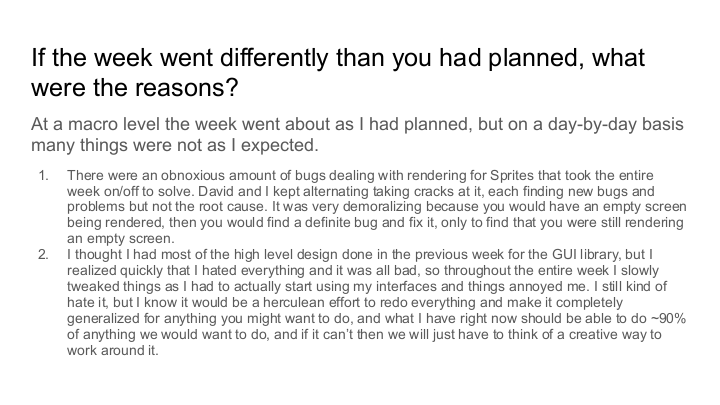 If the week went differently than you had planned, what
were the reasons?
At a macro level the week went about as I had planned, but on a day-by-day basis
many things were not as I expected.
1. There were an obnoxious amount of bugs dealing with rendering for Sprites that took the entire
week on/off to solve. David and I kept alternating taking cracks at it, each finding new bugs and
problems but not the root cause. It was very demoralizing because you would have an empty screen
being rendered, then you would find a definite bug and fix it, only to find that you were still rendering
an empty screen.
2. I thought I had most of the high level design done in the previous week for the GUI library, but I
realized quickly that I hated everything and it was all bad, so throughout the entire week I slowly
tweaked things as I had to actually start using my interfaces and things annoyed me. I still kind of
hate it, but I know it would be a herculean effort to redo everything and make it completely
generalized for anything you might want to do, and what I have right now should be able to do ~90%
of anything we would want to do, and if it can’t then we will just have to think of a creative way to
work around it.